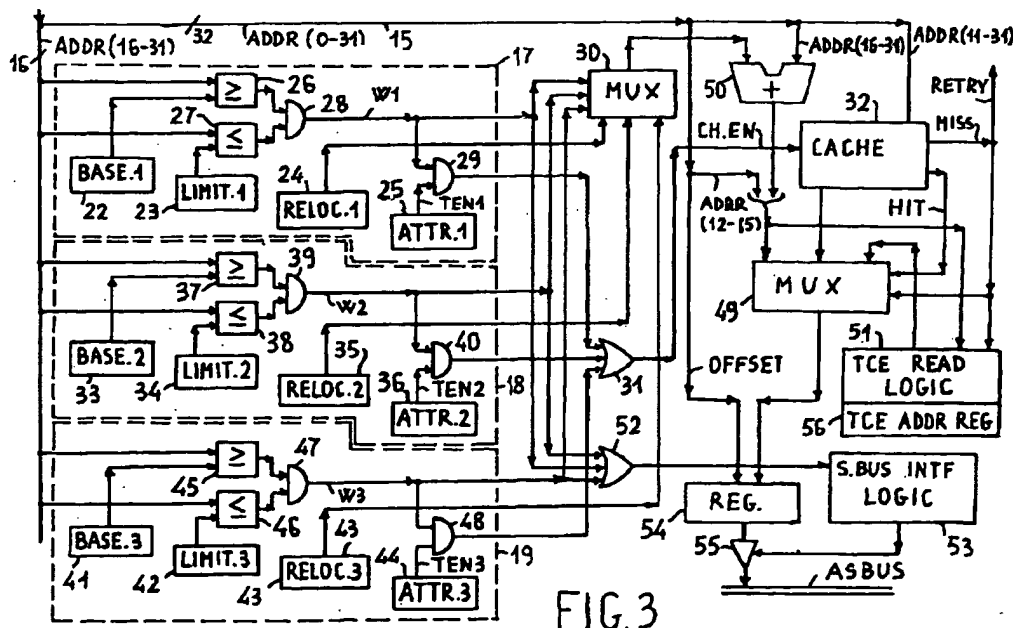 16 ADDR(16-31) 32 ADDR(0-31) 15
17
≥ 26
27 ≤ 28 W1
BASE.1 22
LIMIT.1 23
24 RELOC.1
25 TEN1 29
ATTR.1
30 MUX
50 +
ADDR(16-31)
ADDR(11-31)
32 CACHE
RETRY
MISS
CH.EN
HIT
ADDR
(12-15)
MUX 49
≥ 37
≤ 38
39 W2
BASE.2 33
LIMIT.2 34
35 RELOC.2
36 TEN2 40
ATTR.2
18
31
OFFSET
51 TCE READ
LOGIC
56 TCE ADDR REG
≥ 45
≤ 46
47 W3
BASE.3 41
LIMIT.3 42
43 RELOC.3 43
44 TEN3 48
ATTR.3
19
52
S.BUS INTF
LOGIC 53
REG. 54
55
ASBUS
FIG.3